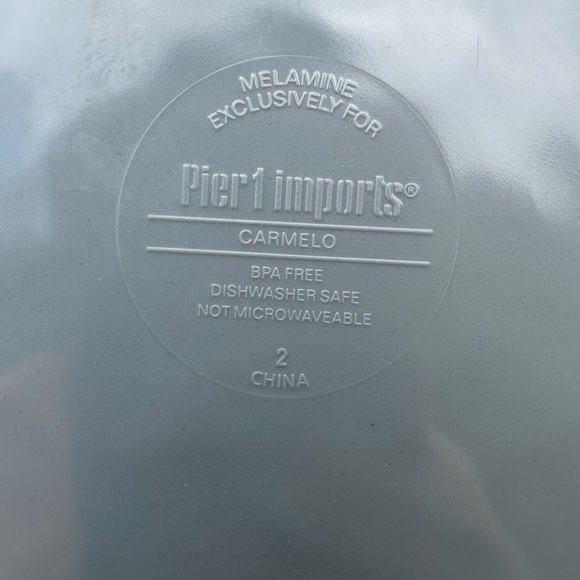 MELAMINE
EXCLUSIVELY FOR
Pier1 imports®
CARMELO
BPA FREE
DISHWASHER SAFE
NOT MICROWAVEABLE
2
CHINA